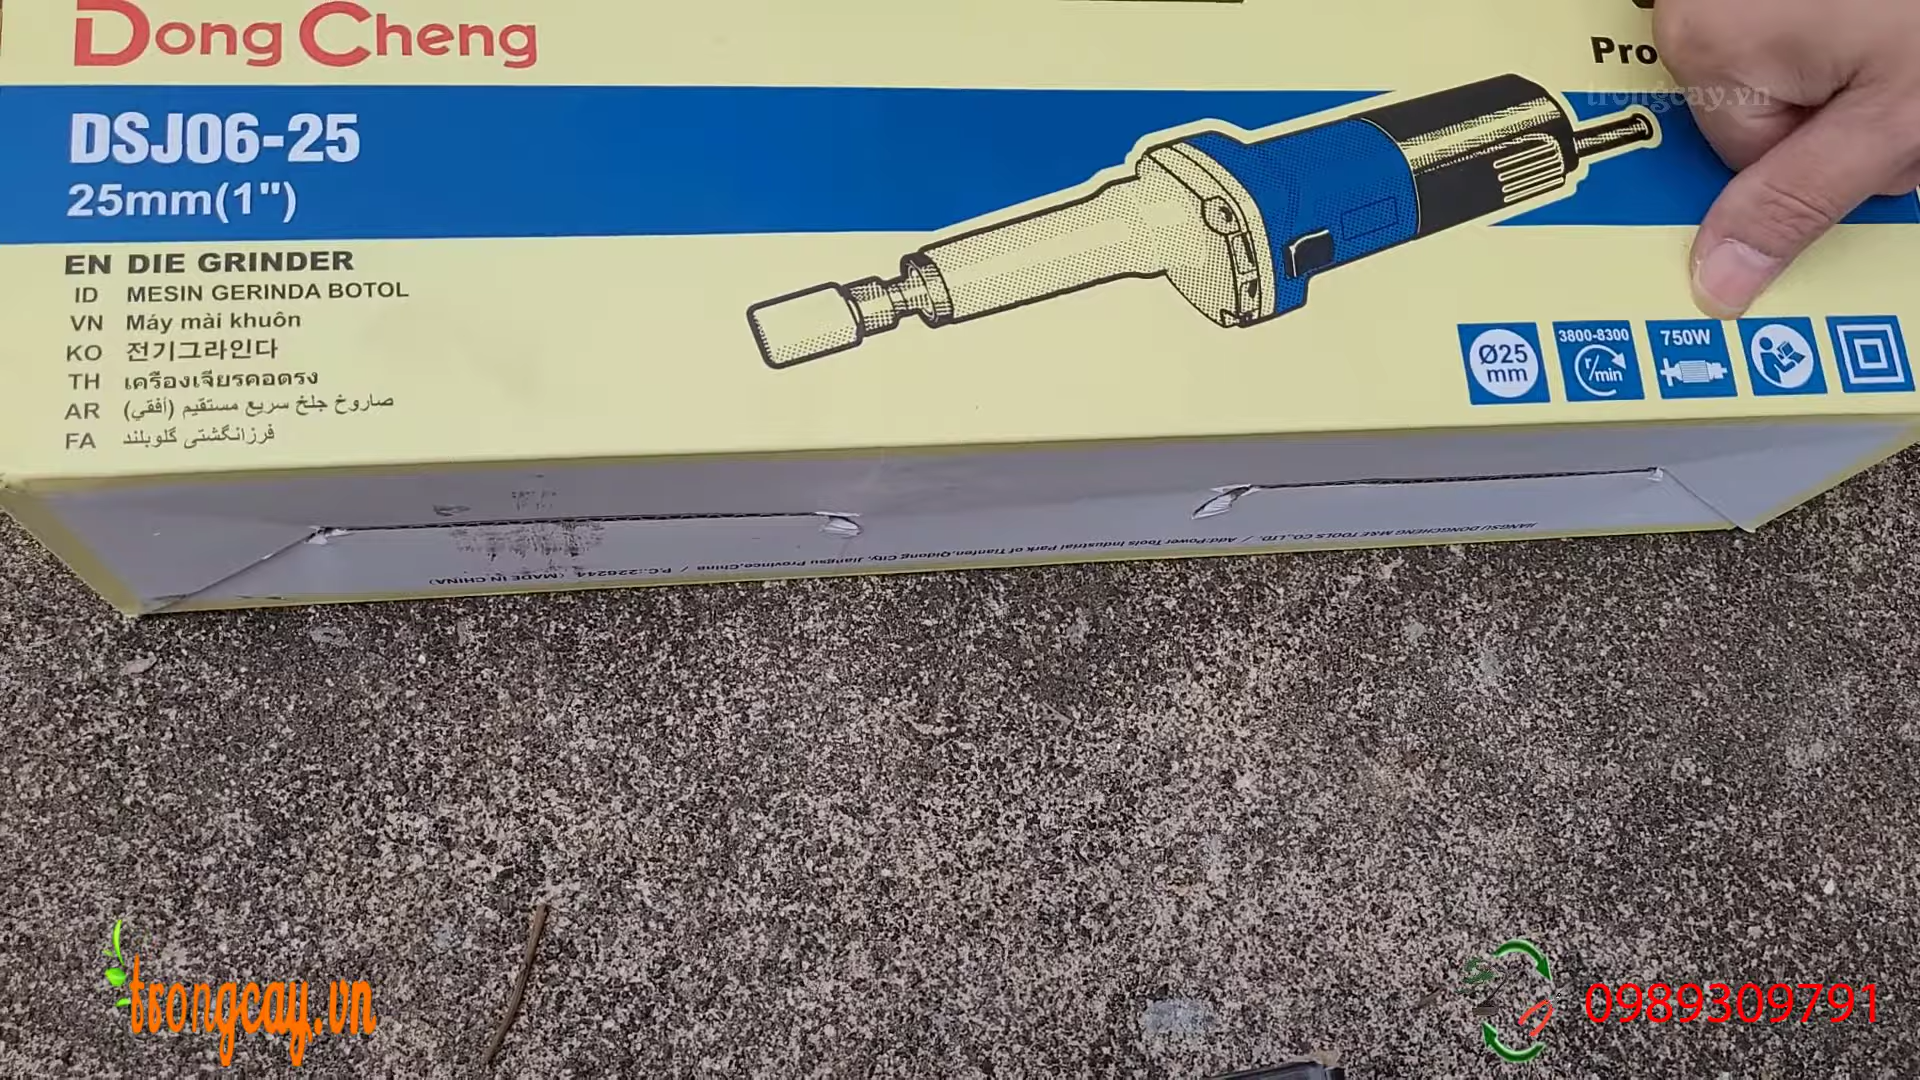 Dong Cheng
Pro
trongcay.vn
DSJ06-25
25mm(1")
EN DIE GRINDER
ID MESIN GERINDA BOTOL
VN Máy mài khuôn
KO 전기그라인다
TH เครื่องเจียรคอตรง
AR صاروخ جلخ سريع مستقيم (أفقي)
FA فرزانگشتی گلوبلند
Ø25 mm
3800-8300 r/min
750W
JIANGSU DONGCHENG M&E TOOLS CO.,LTD. / Add:Power Tools Industrial Park of Tianfen,Qidong City, Jiangsu Province,China / P.C.:226244 (MADE IN CHINA)
trongcay.vn
0989309791